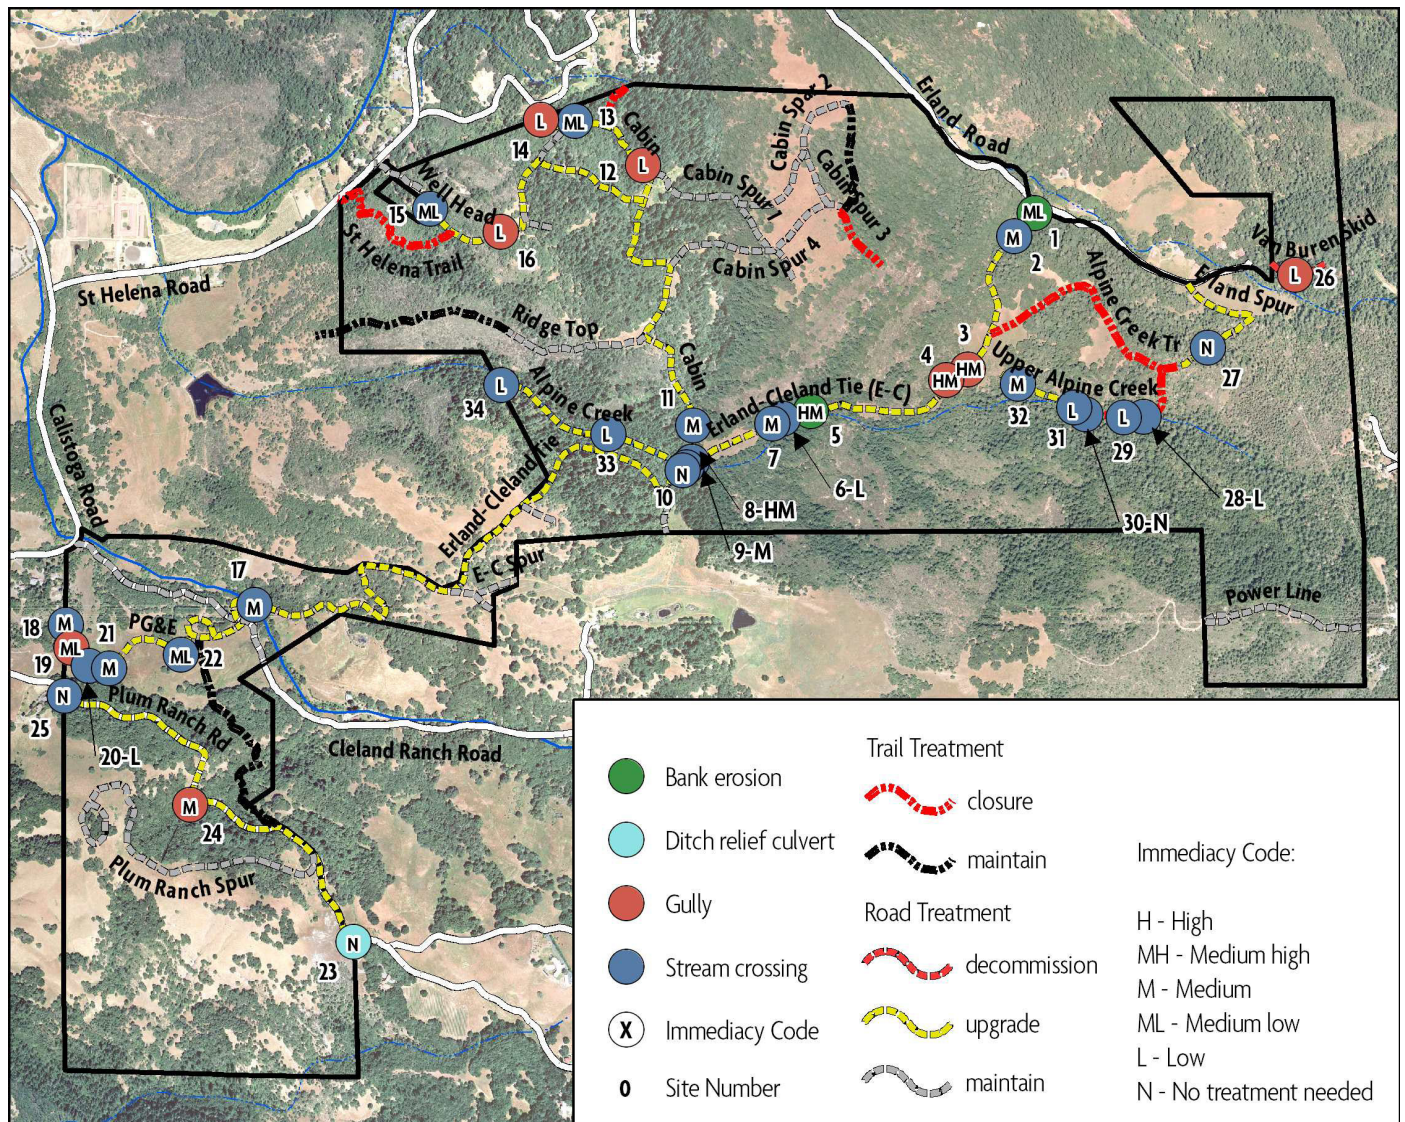 Erland Road
Cabin Spur 2
13
L
ML
Cabin
14
12
L
Cabin Spur 1
Cabin Spur 3
Well Head
15
ML
L
16
St Helena Trail
Cabin Spur 4
ML
1
M
2
Van Buren Skid
L
26
Erland Spur
Alpine Creek Tr
St Helena Road
Ridge Top
Cabin
3
4
HM
HM
Upper Alpine Creek
N
27
L
34
Alpine Creek
11
M
Erland-Cleland Tie (E-C)
M
HM
5
7
M
32
L
31
L
29
L
33
N
10
6-L
8-HM
9-M
28-L
30-N
Calistoga Road
Erland-Cleland Tie
E-C Spur
17
M
Power Line
18
M
PG&E
21
ML
19
M
ML
22
N
25
Plum Ranch Rd
20-L
Cleland Ranch Road
M
24
Plum Ranch Spur
N
23
Bank erosion
Ditch relief culvert
Gully
Stream crossing
X
Immediacy Code
0
Site Number
Trail Treatment
closure
maintain
Road Treatment
decommission
upgrade
maintain
Immediacy Code:
H - High
MH - Medium high
M - Medium
ML - Medium low
L - Low
N - No treatment needed